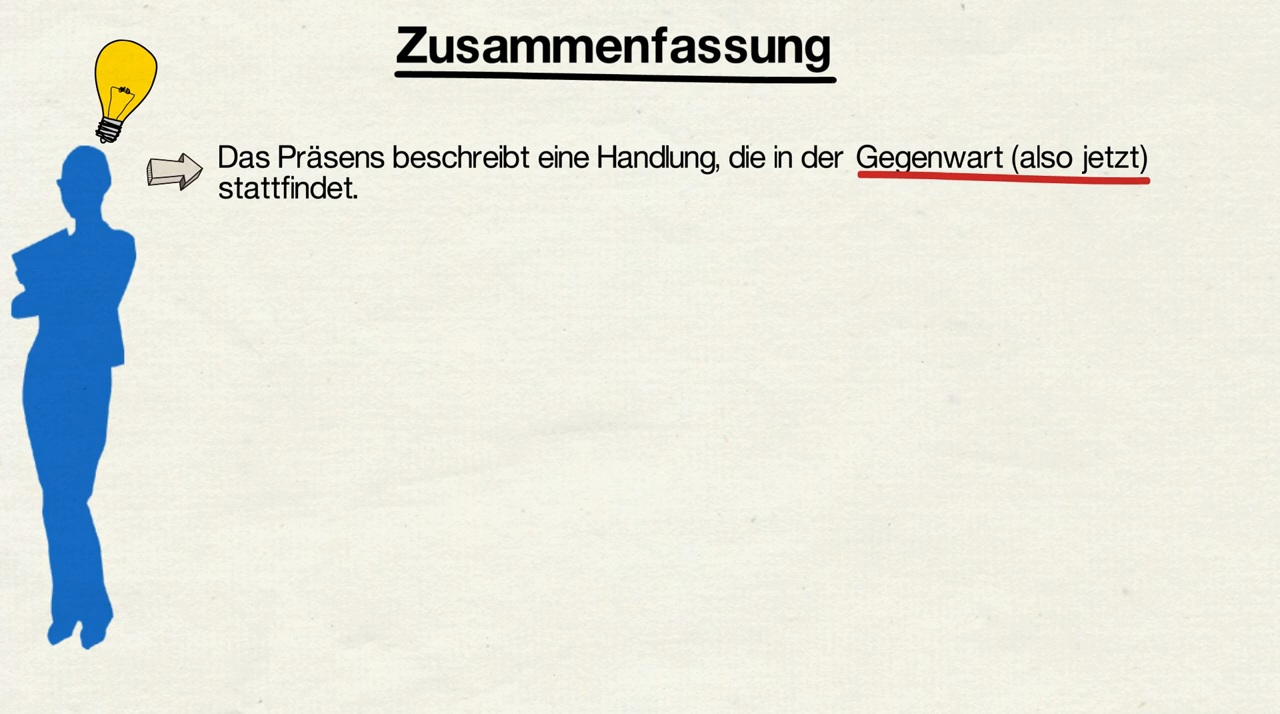 Zusammenfassung
Das Präsens beschreibt eine Handlung, die in der Gegenwart (also jetzt)
stattfindet.